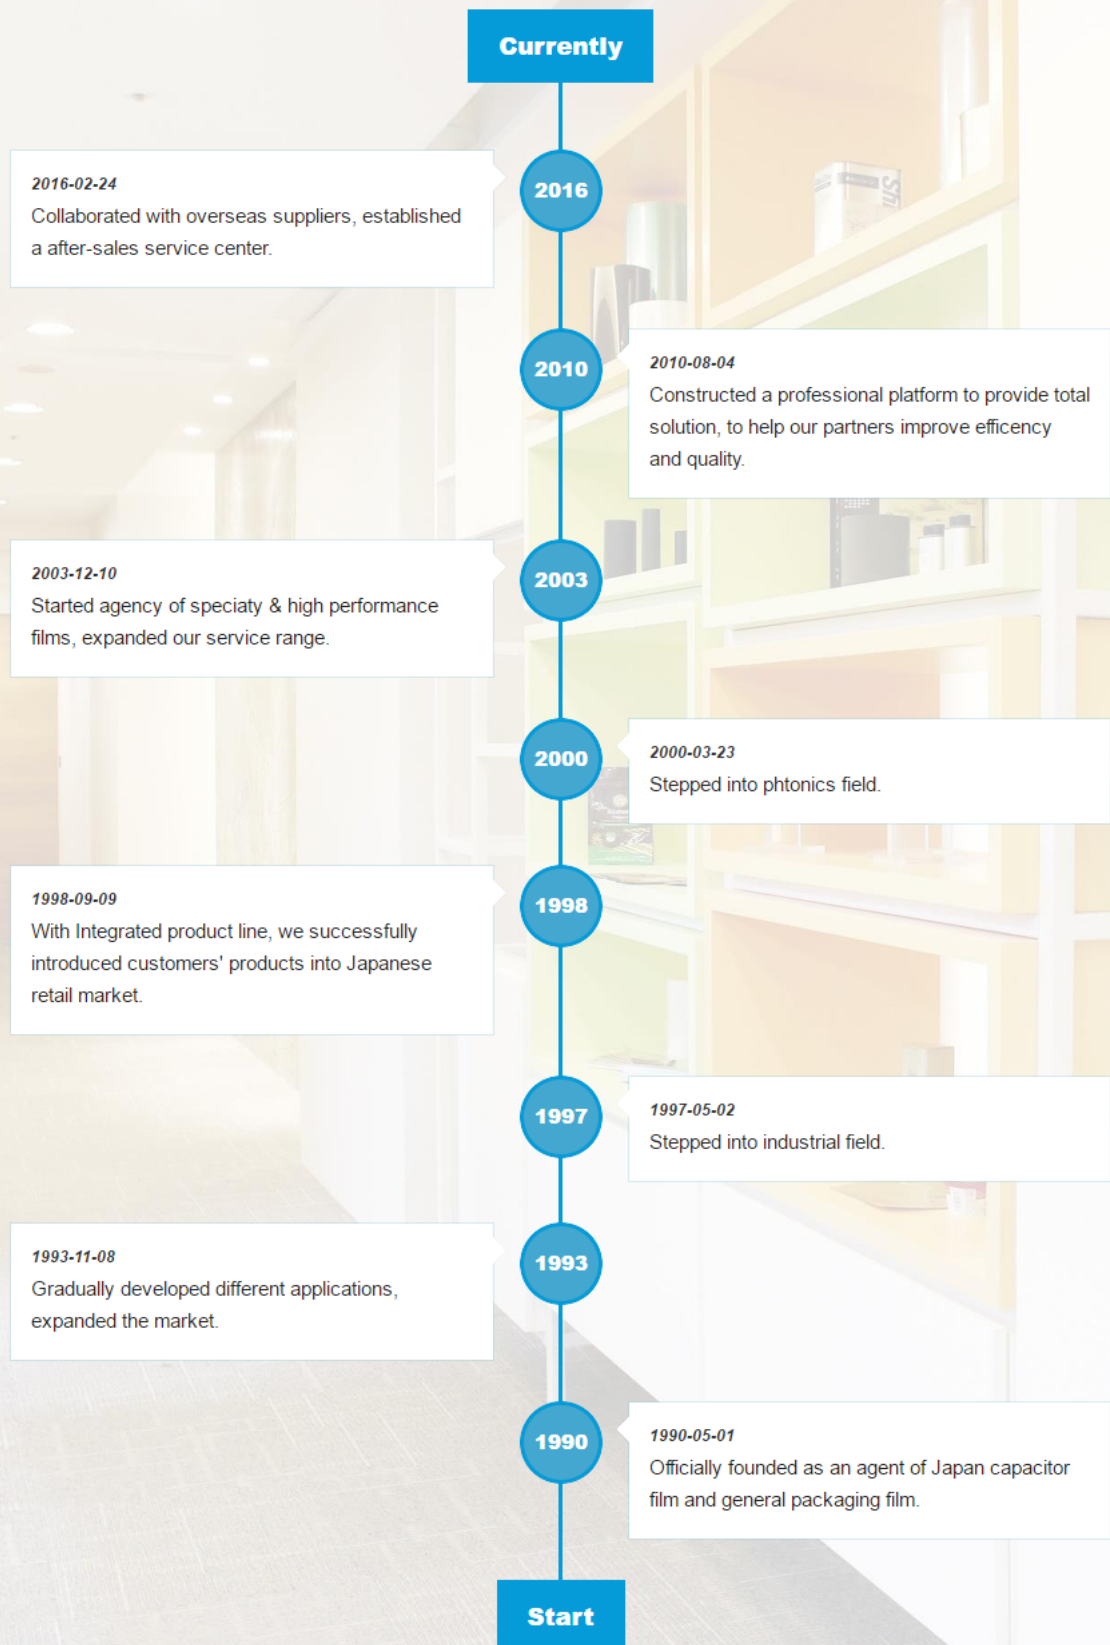 Currently
2016
2016-02-24
Collaborated with overseas suppliers, established
a after-sales service center.
2010
2010-08-04
Constructed a professional platform to provide total
solution, to help our partners improve efficency
and quality.
2003
2003-12-10
Started agency of speciaty & high performance
films, expanded our service range.
2000
2000-03-23
Stepped into phtonics field.
1998
1998-09-09
With Integrated product line, we successfully
introduced customers' products into Japanese
retail market.
1997
1997-05-02
Stepped into industrial field.
1993
1993-11-08
Gradually developed different applications,
expanded the market.
1990
1990-05-01
Officially founded as an agent of Japan capacitor
film and general packaging film.
Start